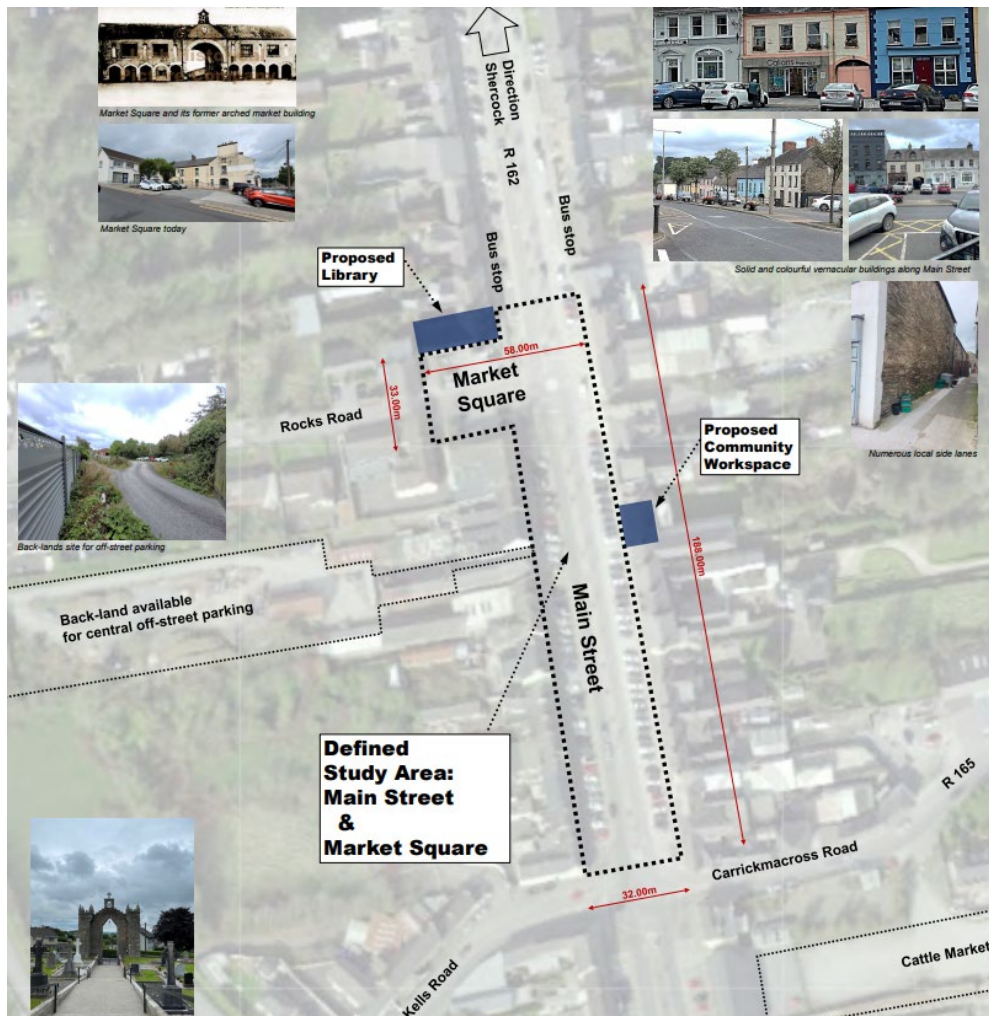 Market Square and its former arched market building
Market Square today
Direction
Shercock
R 162
Bus stop
Bus stop
Solid and colourful vernacular buildings along Main Street
Proposed
Library
58.00m
33.00m
Market
Square
Rocks Road
Proposed
Community
Workspace
Numerous local side lanes
188.00m
Back-lands site for off-street parking
Back-land available
for central off-street parking
Main Street
Defined
Study Area:
Main Street
&
Market Square
R 165
Carrickmacross Road
32.00m
Cattle Market
Kells Road